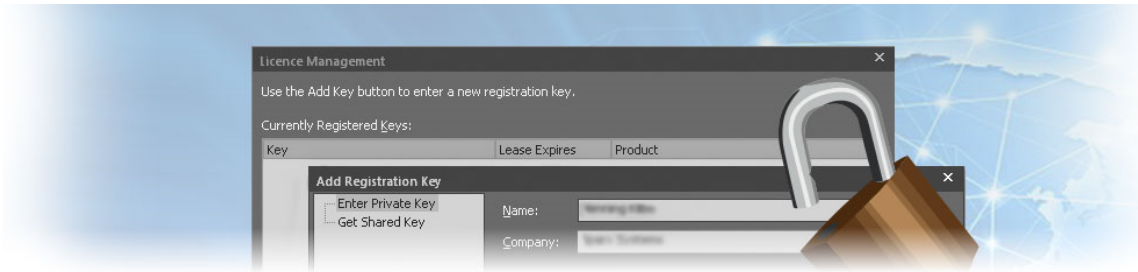 Licence Management
Use the Add Key button to enter a new registration key.
Currently Registered Keys:
Key Lease Expires Product
Add Registration Key
Enter Private Key
Get Shared Key
Name:
Company: